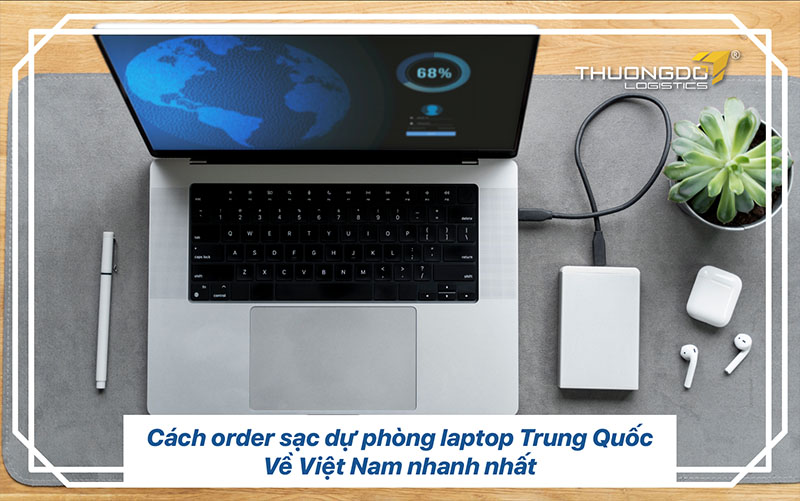 68%
THUONGDO®
LOGISTICS
Cách order sạc dự phòng laptop Trung Quốc
Về Việt Nam nhanh nhất